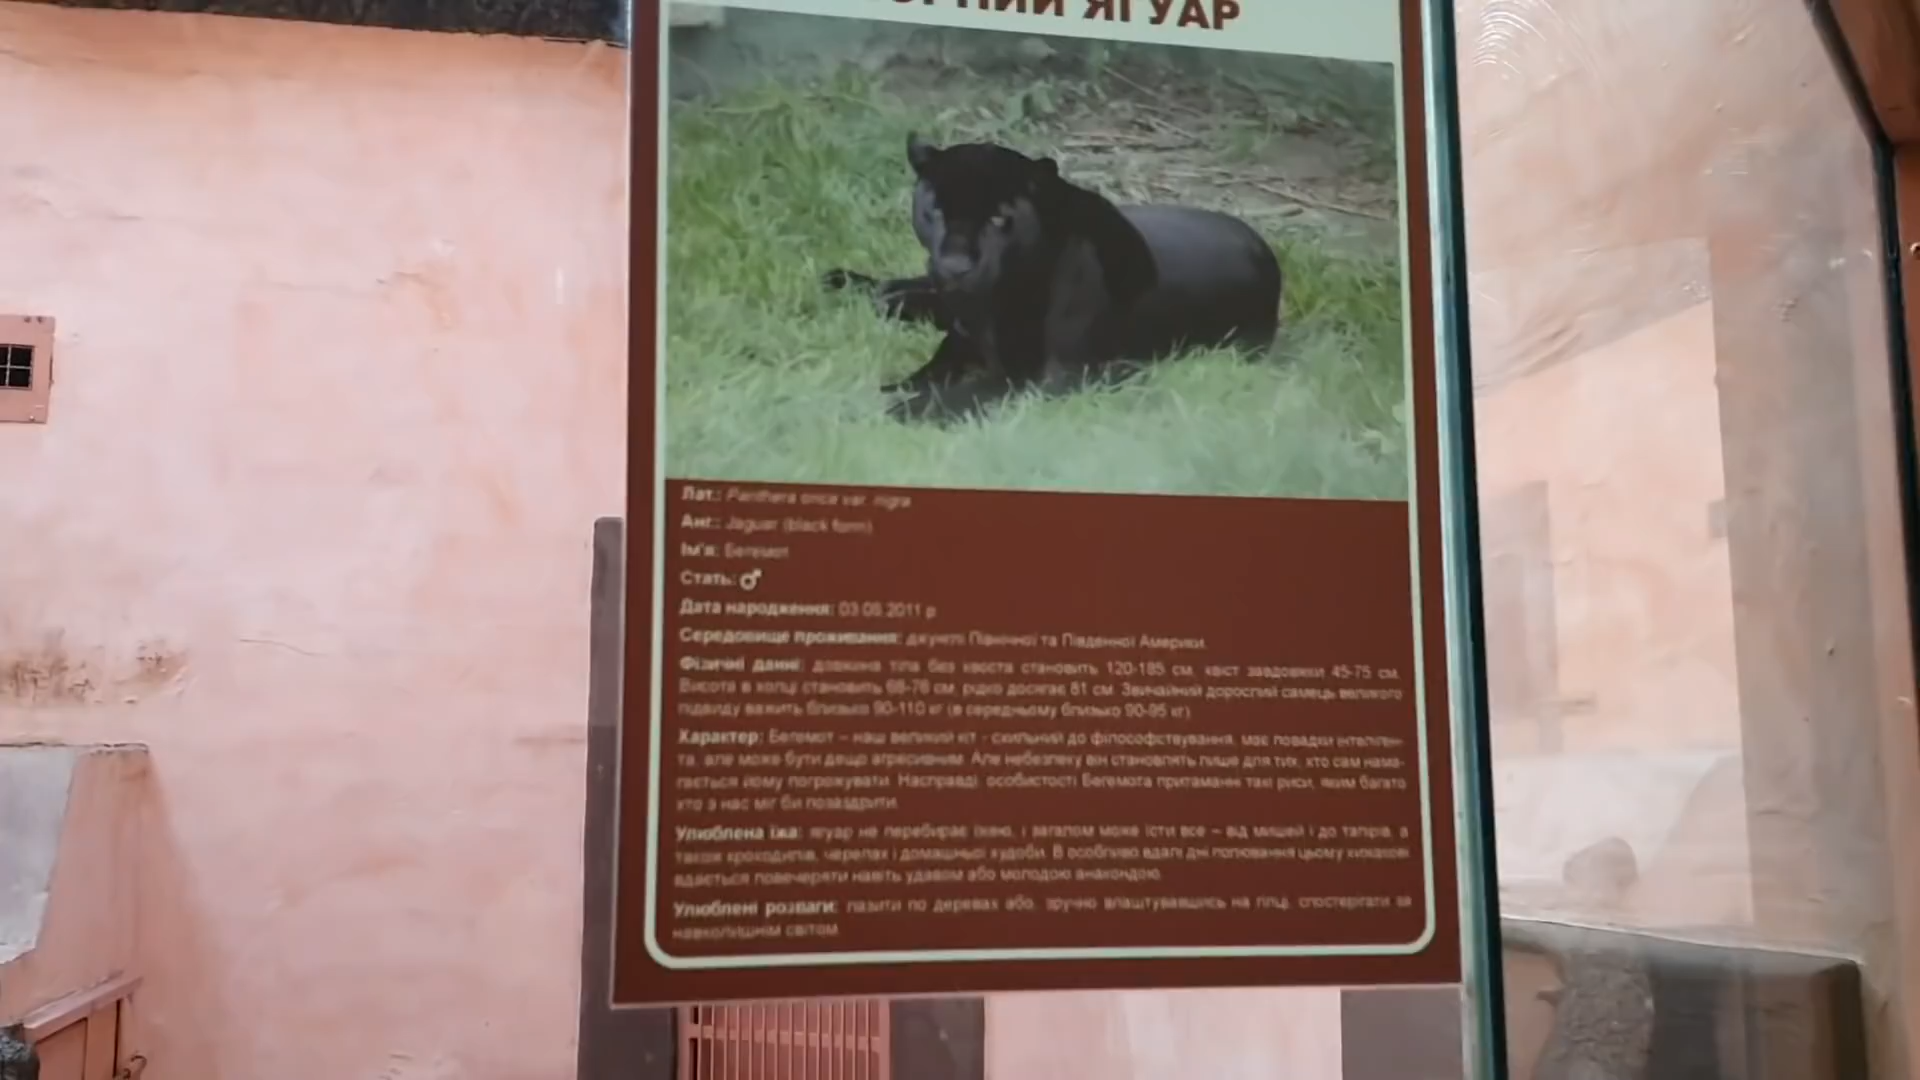 ЯГУАР
Лат.: Panthera onca var. nigra
Анг.: Jaguar (black form)
Ім'я: Бегемот
Стать: ♂
Дата народження: 03.08.2011 р.
Середовище проживання: джунглі Північної та Південної Америки.
Фізичні данні: довжина тіла без хвоста становить 120-185 см, хвіст завдовжки 45-75 см.
Висота в холці становить 68-76 см, рідко досягає 81 см. Звичайний дорослий самець великого
підвиду важить близько 90-110 кг (в середньому близько 90-95 кг)
Характер: Бегемот – наш великий кіт - схильний до філософствування, має повадки інтеліген-
та, але може бути дещо агресивним. Але небезпеку він становить лише для тих, хто сам нама-
гається йому погрожувати. Насправді, особистості Бегемота притаманні такі риси, яким багато
хто з нас міг би позаздрити.
Улюблена їжа: ягуар не перебирає їжею, і загалом може їсти все – від мишей і до тапірів, а
також крокодилів, черепах і домашньої худоби. В особливо вдалі дні полювання цьому хижакові
вдається повечеряти навіть удавом або молодою анакондою.
Улюблені розваги: лазити по деревах або, зручно влаштувавшись на гілці, спостерігати за
навколишнім світом.